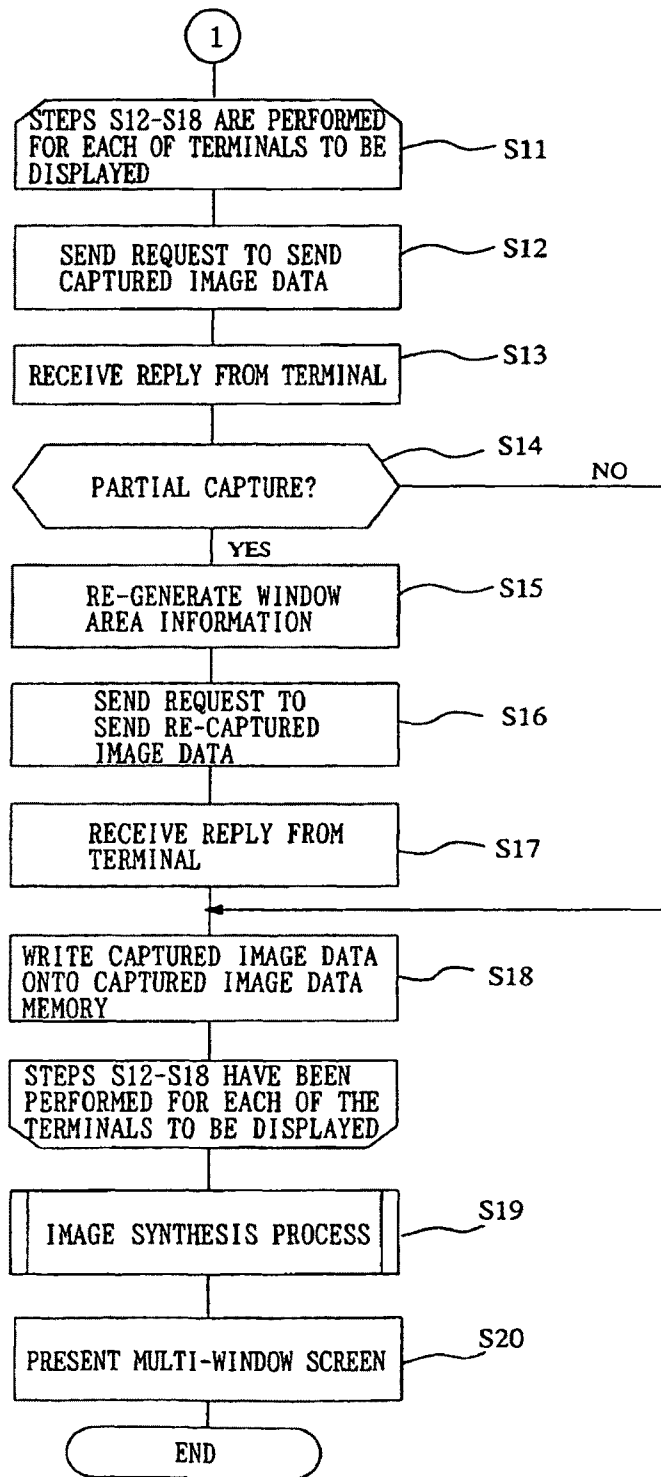 1
STEPS S12-S18 ARE PERFORMED
FOR EACH OF TERMINALS TO BE
DISPLAYED
S11
SEND REQUEST TO SEND
CAPTURED IMAGE DATA
S12
RECEIVE REPLY FROM TERMINAL
S13
PARTIAL CAPTURE?
S14
NO
YES
RE-GENERATE WINDOW
AREA INFORMATION
S15
SEND REQUEST TO
SEND RE-CAPTURED
IMAGE DATA
S16
RECEIVE REPLY FROM
TERMINAL
S17
WRITE CAPTURED IMAGE DATA
ONTO CAPTURED IMAGE DATA
MEMORY
S18
STEPS S12-S18 HAVE BEEN
PERFORMED FOR EACH OF THE
TERMINALS TO BE DISPLAYED
IMAGE SYNTHESIS PROCESS
S19
PRESENT MULTI-WINDOW SCREEN
S20
END